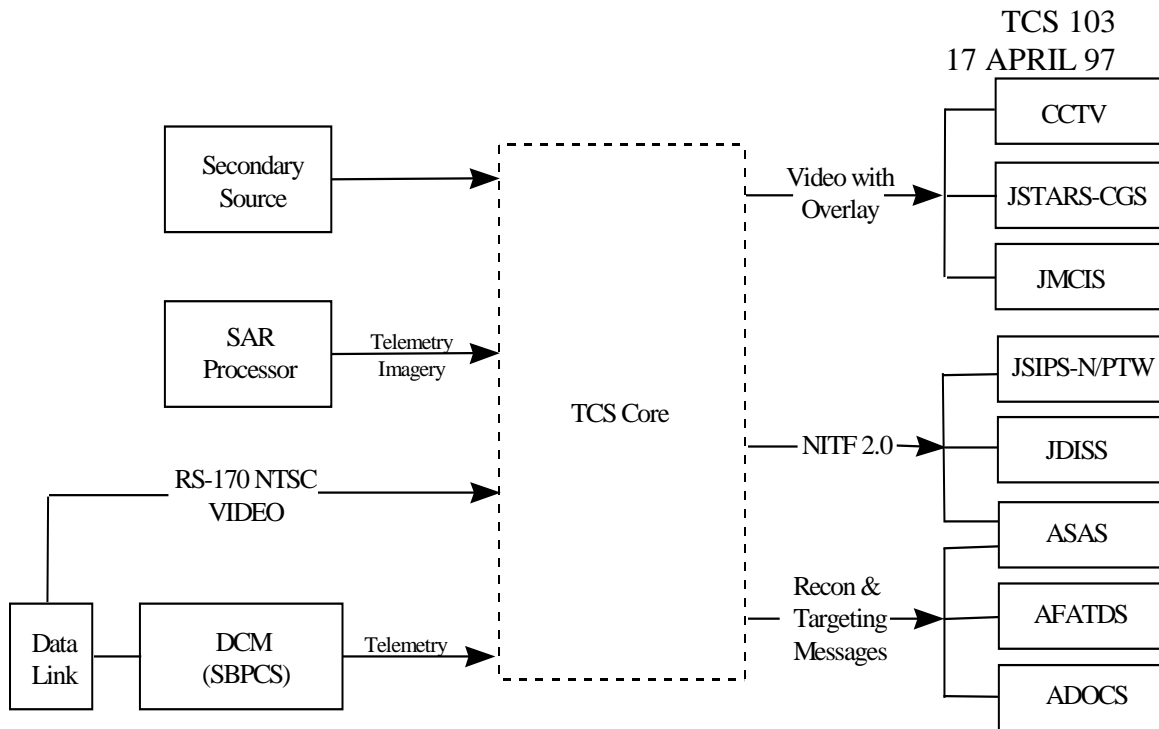 TCS 103
17 APRIL 97
Secondary
Source
SAR
Processor
Telemetry
Imagery
RS-170 NTSC
VIDEO
Data
Link
DCM
(SBPCS)
Telemetry
TCS Core
Video with
Overlay
CCTV
JSTARS-CGS
JMCIS
NITF 2.0
JSIPS-N/PTW
JDISS
ASAS
Recon &
Targeting
Messages
AFATDS
ADOCS